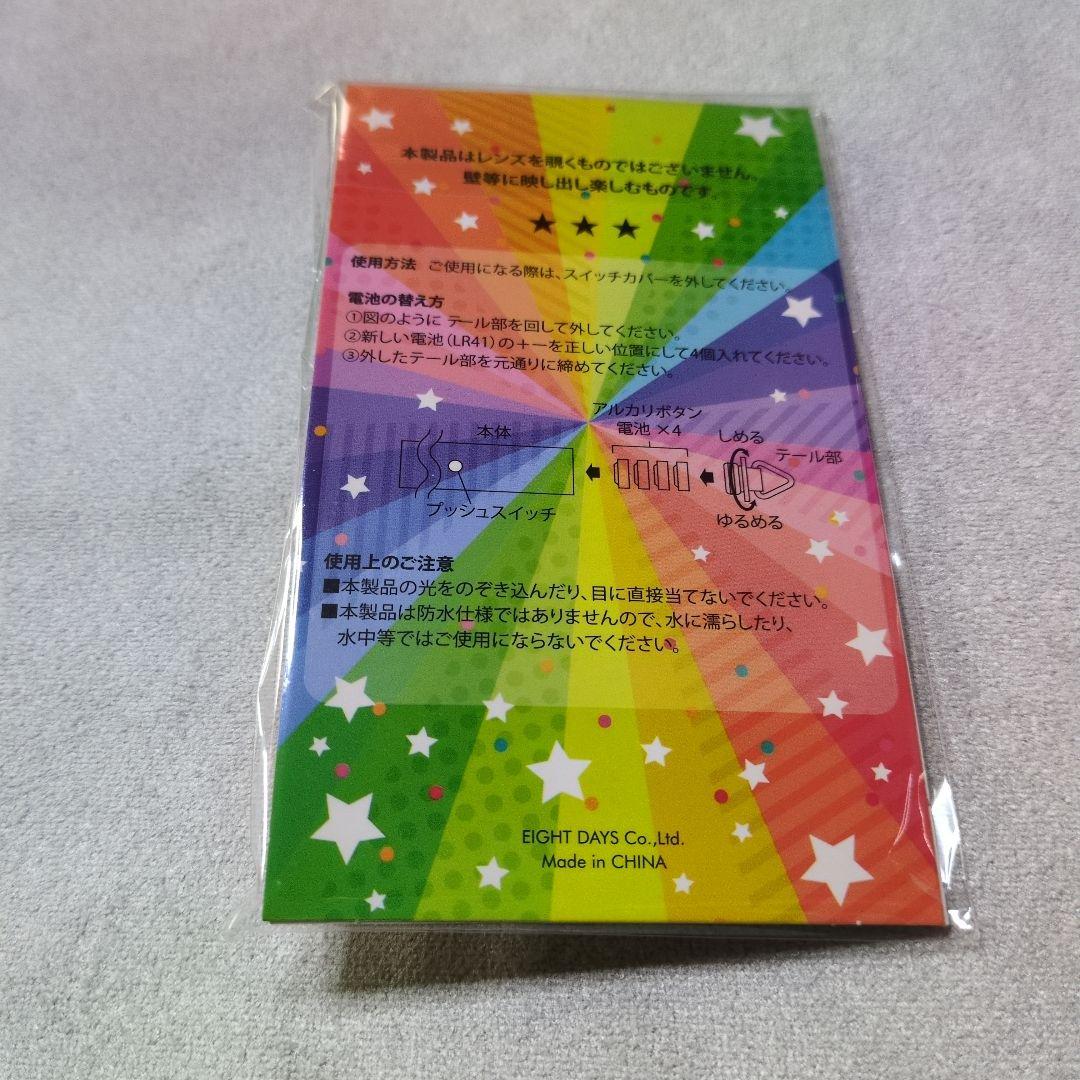 本製品はレンズを覗くものではございません。
壁等に映し出し楽しむものです。
★ ★ ★
使用方法 ご使用になる際は、スイッチカバーを外してください。
電池の替え方
①図のように テール部を回して外してください。
②新しい電池(LR41)の＋ーを正しい位置にして4個入れてください。
③外したテール部を元通りに締めてください。
アルカリボタン
電池 ×4
本体
しめる
テール部
プッシュスイッチ
ゆるめる
使用上のご注意
■本製品の光をのぞき込んだり、目に直接当てないでください。
■本製品は防水仕様ではありませんので、水に濡らしたり、
水中等ではご使用にならないでください。
EIGHT DAYS Co.,Ltd.
Made in CHINA